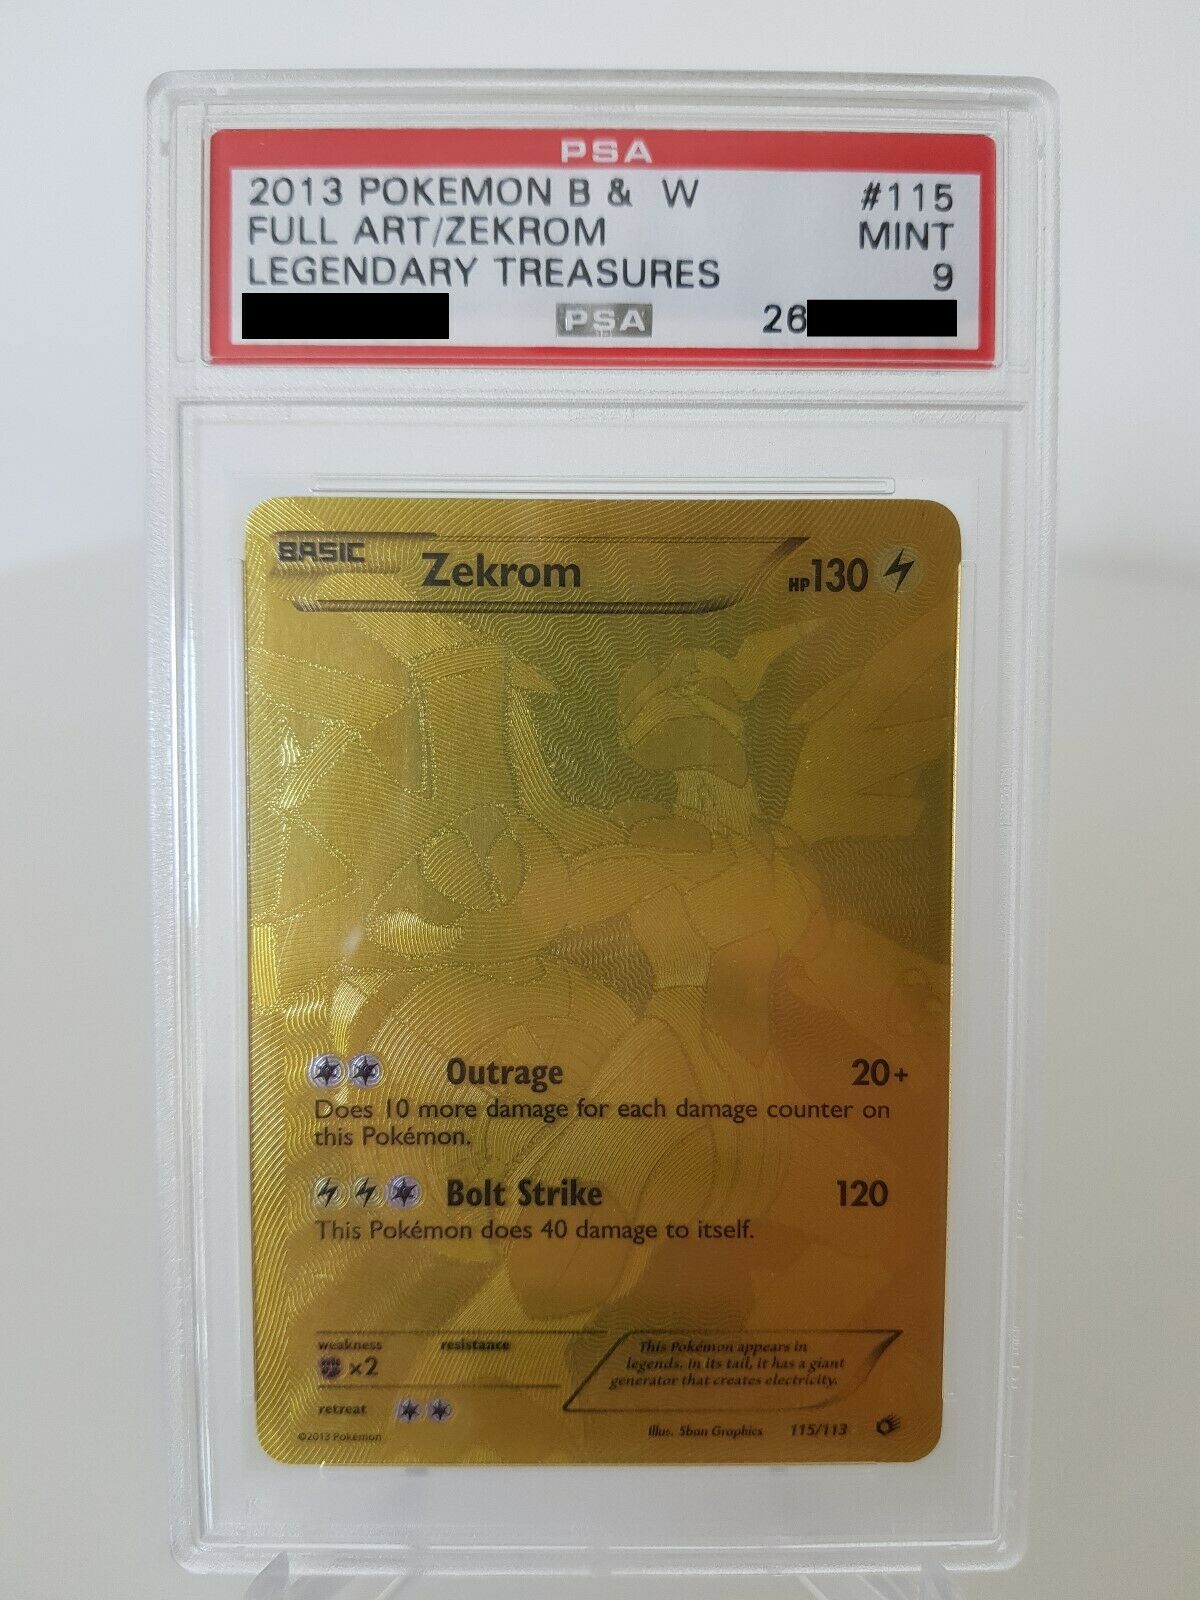 PSA
2013 POKEMON B & W #115
FULL ART/ZEKROM MINT
LEGENDARY TREASURES 9
PSA 26
BASIC Zekrom HP130
Outrage 20+
Does 10 more damage for each damage counter on
this Pokémon.
Bolt Strike 120
This Pokémon does 40 damage to itself.
weakness resistance
×2
retreat
This Pokémon appears in
legends. In its tail, it has a giant
generator that creates electricity.
©2013 Pokémon
Illus. 5ban Graphics 115/113